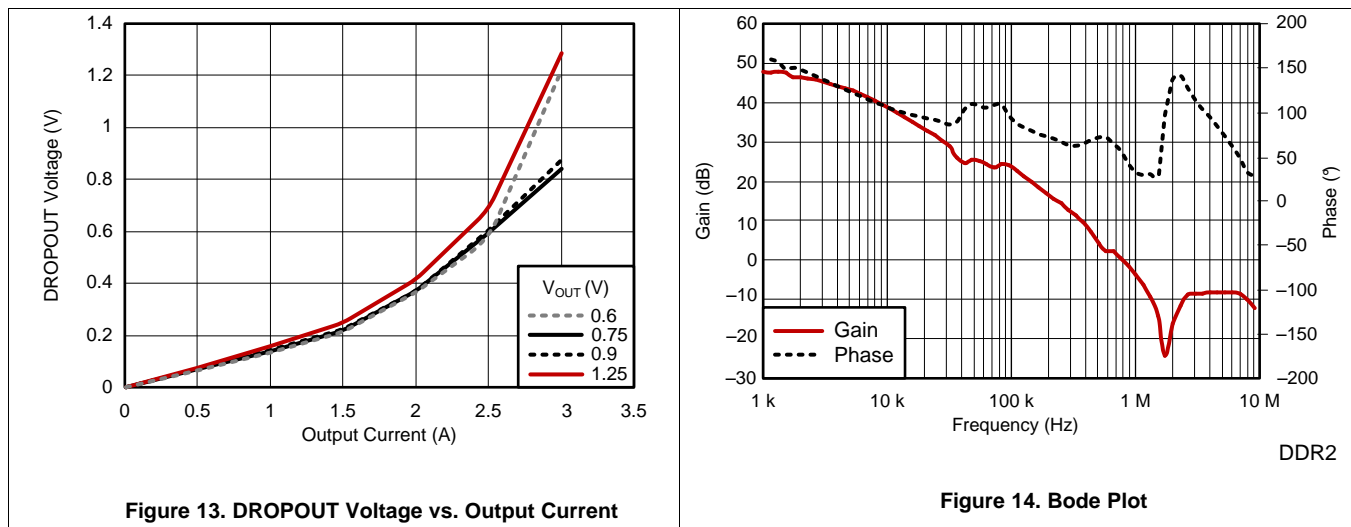 1.4
1.2
1
0.8
0.6
0.4
0.2
0
DROPOUT Voltage (V)
0
0.5
1
1.5
2
2.5
3
3.5
Output Current (A)
VOUT (V)
0.6
0.75
0.9
1.25
Figure 13. DROPOUT Voltage vs. Output Current
60
50
40
30
20
10
0
–10
–20
–30
Gain (dB)
200
150
100
50
0
–50
–100
–150
–200
Phase (°)
Gain
Phase
1 k
10 k
100 k
1 M
10 M
Frequency (Hz)
DDR2
Figure 14. Bode Plot